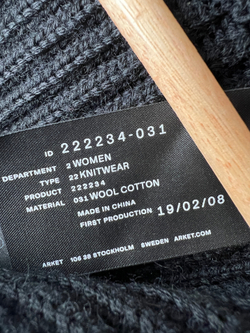 ID 222234-031
DEPARTMENT 2 WOMEN
TYPE 22 KNITWEAR
PRODUCT 222234
MATERIAL 031 WOOL COTTON
MADE IN CHINA
FIRST PRODUCTION 19/02/08
ARKET 106 38 STOCKHOLM SWEDEN ARKET.COM